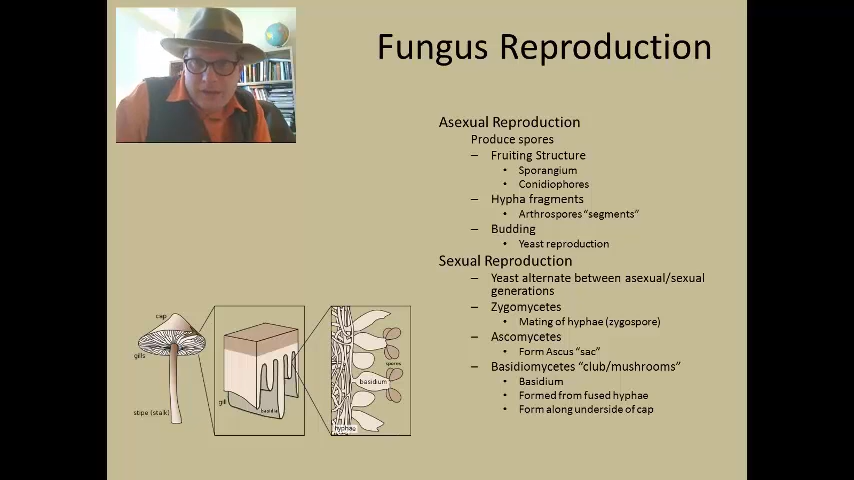 Fungus Reproduction
Asexual Reproduction
Produce spores
– Fruiting Structure
• Sporangium
• Conidiophores
– Hypha fragments
• Arthrospores "segments"
– Budding
• Yeast reproduction
Sexual Reproduction
– Yeast alternate between asexual/sexual
generations
– Zygomycetes
• Mating of hyphae (zygospore)
– Ascomycetes
• Form Ascus "sac"
– Basidiomycetes "club/mushrooms"
• Basidium
• Formed from fused hyphae
• Form along underside of cap
cap
gills
stipe (stalk)
gill
basidia
spores
basidium
hyphae